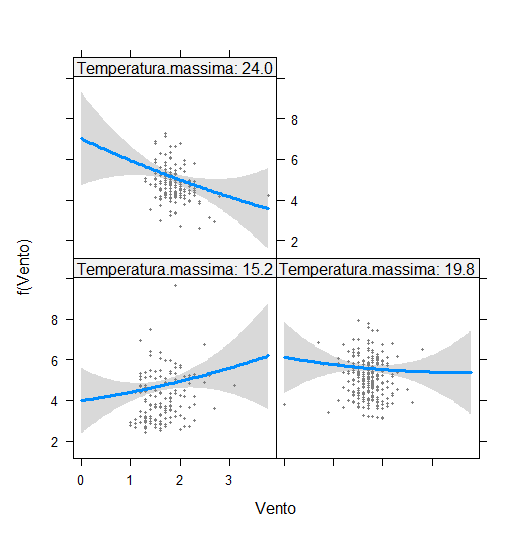 Temperatura.massima: 24.0
8
6
4
2
f(Vento)
Temperatura.massima: 15.2
Temperatura.massima: 19.8
8
6
4
2
0 1 2 3
Vento